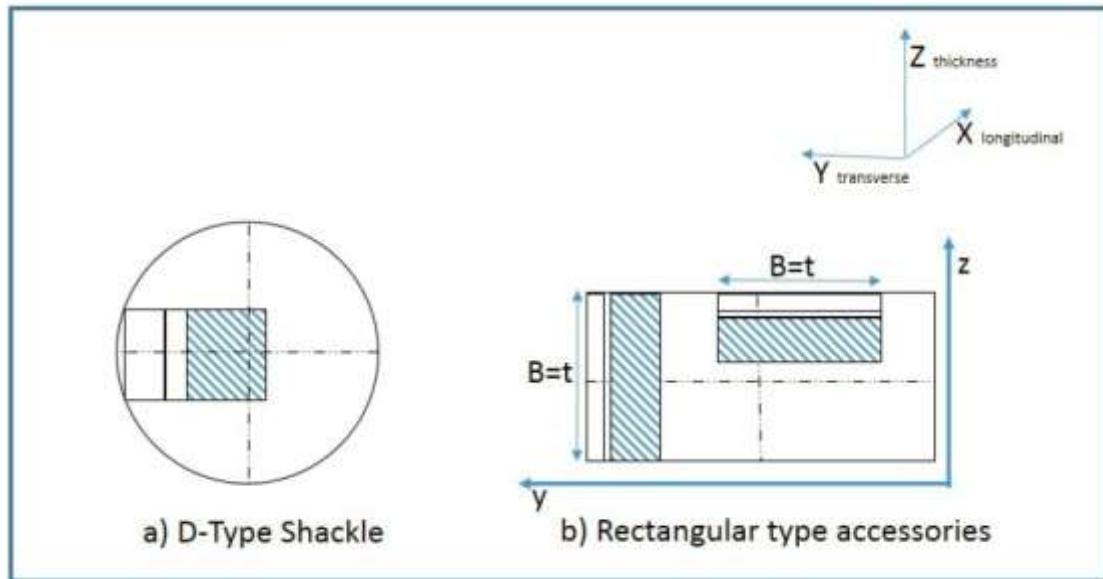 Z thickness
X longitudinal
Y transverse
B=t
z
B=t
y
a) D-Type Shackle
b) Rectangular type accessories